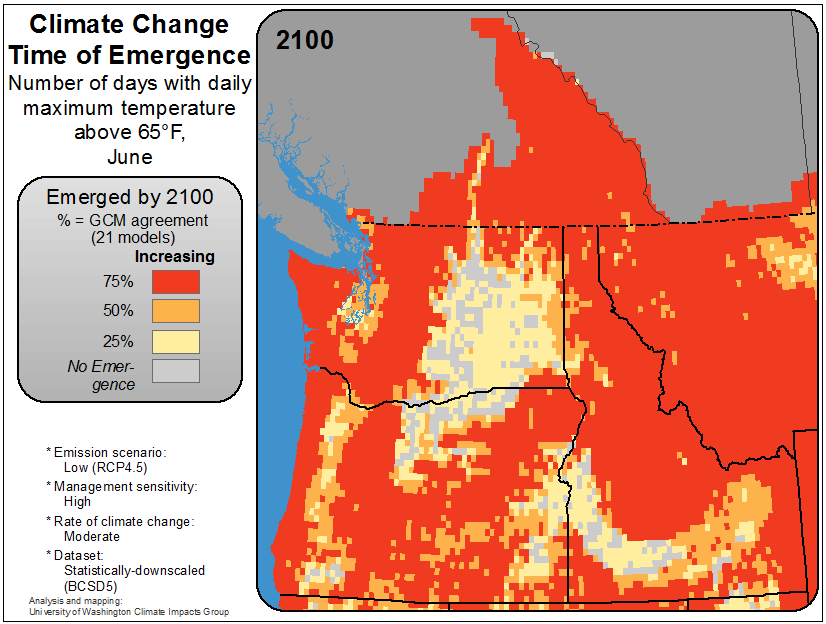 Climate Change
Time of Emergence
Number of days with daily
maximum temperature
above 65°F,
June
2100
Emerged by 2100
% = GCM agreement
(21 models)
Increasing
75%
50%
25%
No Emer-
gence
* Emission scenario:
Low (RCP4.5)
* Management sensitivity:
High
* Rate of climate change:
Moderate
* Dataset:
Statistically-downscaled
(BCSD5)
Analysis and mapping:
University of Washington Climate Impacts Group